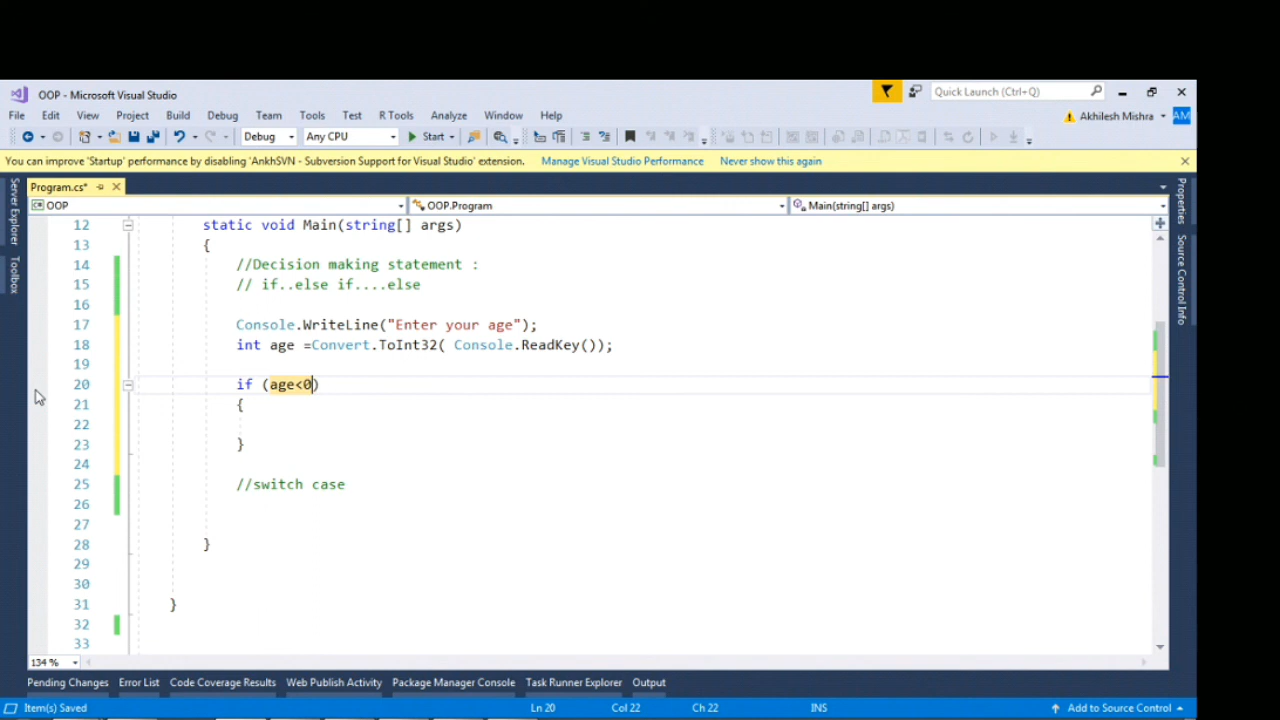 OOP - Microsoft Visual Studio
Quick Launch (Ctrl+Q)
File Edit View Project Build Debug Team Tools Test R Tools Analyze Window Help
Akhilesh Mishra AM
Debug Any CPU Start
You can improve 'Startup' performance by disabling 'AnkhSVN - Subversion Support for Visual Studio' extension. Manage Visual Studio Performance Never show this again
Program.cs*
OOP OOP.Program Main(string[] args)
Server Explorer
Toolbox
Properties
Source Control Info
12 static void Main(string[] args)
13 {
14 //Decision making statement :
15 // if..else if....else
16
17 Console.WriteLine("Enter your age");
18 int age =Convert.ToInt32( Console.ReadKey());
19
20 if (age<0)
21 {
22
23 }
24
25 //switch case
26
27
28 }
29
30
31 }
32
33
134 %
Pending Changes Error List Code Coverage Results Web Publish Activity Package Manager Console Task Runner Explorer Output
Item(s) Saved Ln 20 Col 22 Ch 22 INS Add to Source Control